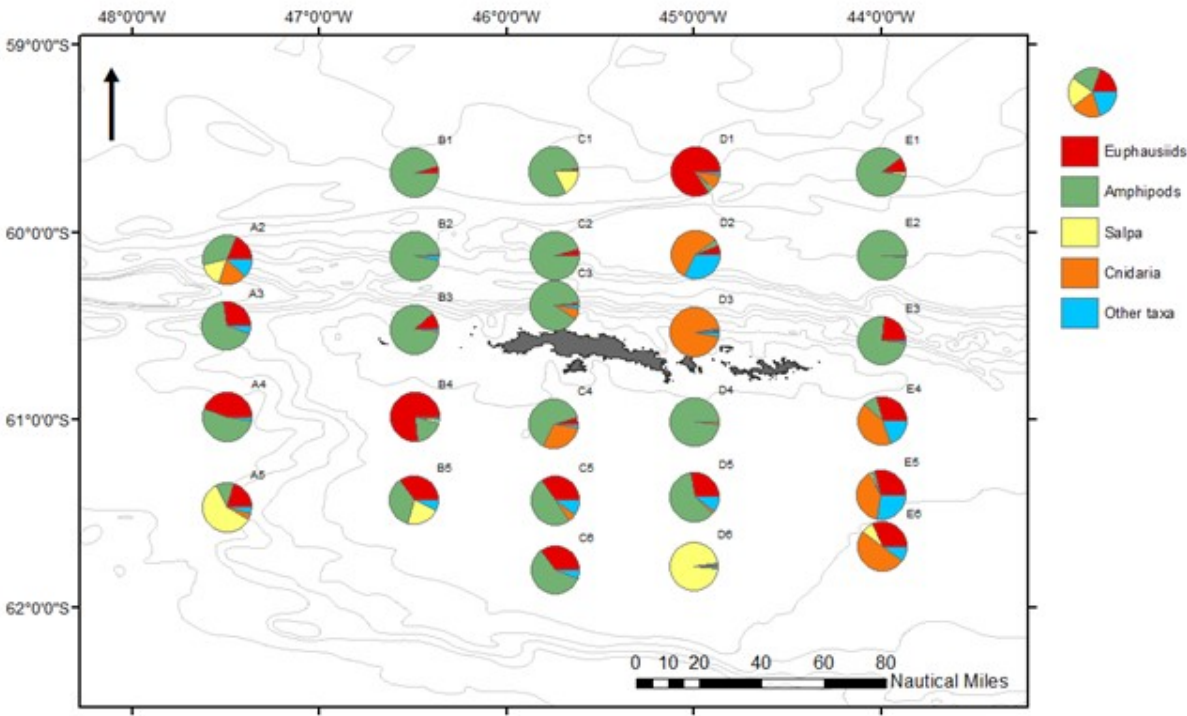 48°0'0"W 47°0'0"W 46°0'0"W 45°0'0"W 44°0'0"W
59°0'0"S
B1 C1 D1 E1
Euphausiids
Amphipods
Salpa
Cnidaria
Other taxa
60°0'0"S
A2 B2 C2 D2 E2
A3 B3 C3 D3 E3
61°0'0"S
A4 B4 C4 D4 E4
A5 B5 C5 D5 E5
C6 D6 E6
62°0'0"S
0 10 20 40 60 80
Nautical Miles